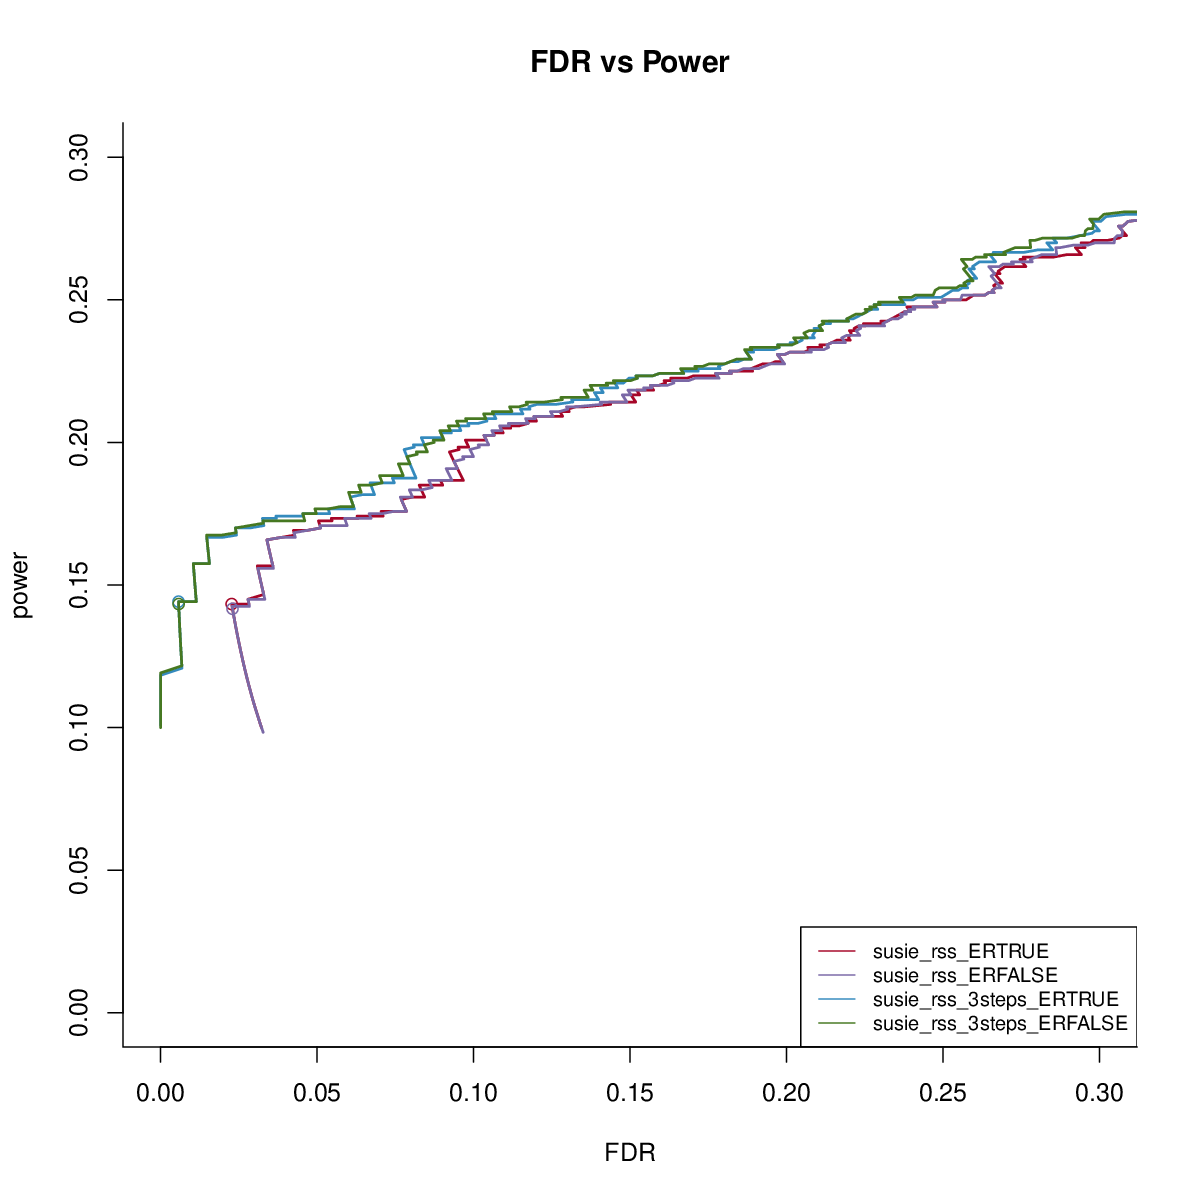 FDR vs Power
power
0.30
0.25
0.20
0.15
0.10
0.05
0.00
susie_rss_ERTRUE
susie_rss_ERFALSE
susie_rss_3steps_ERTRUE
susie_rss_3steps_ERFALSE
0.00 0.05 0.10 0.15 0.20 0.25 0.30
FDR